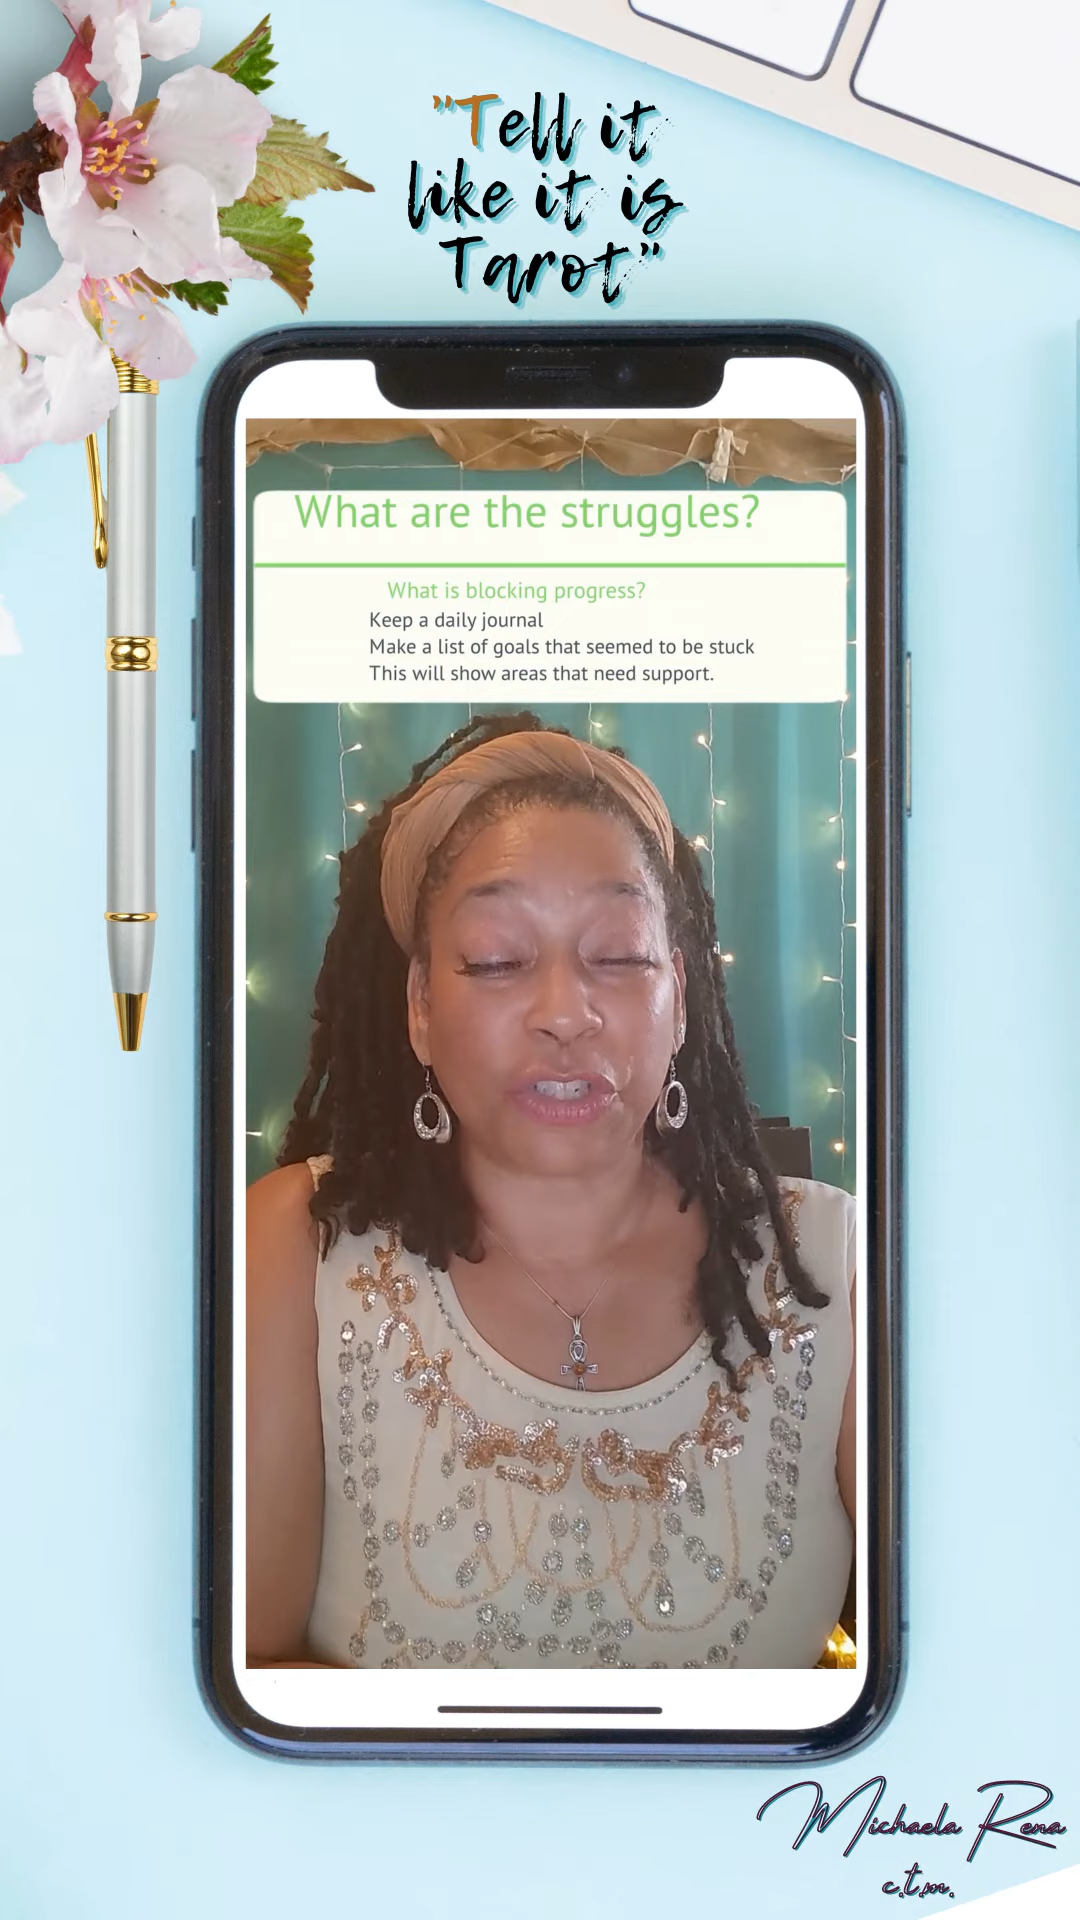 "Tell it
like it is
Tarot"
What are the struggles?
What is blocking progress?
Keep a daily journal
Make a list of goals that seemed to be stuck
This will show areas that need support.
Michaela Rena
c.t.m.